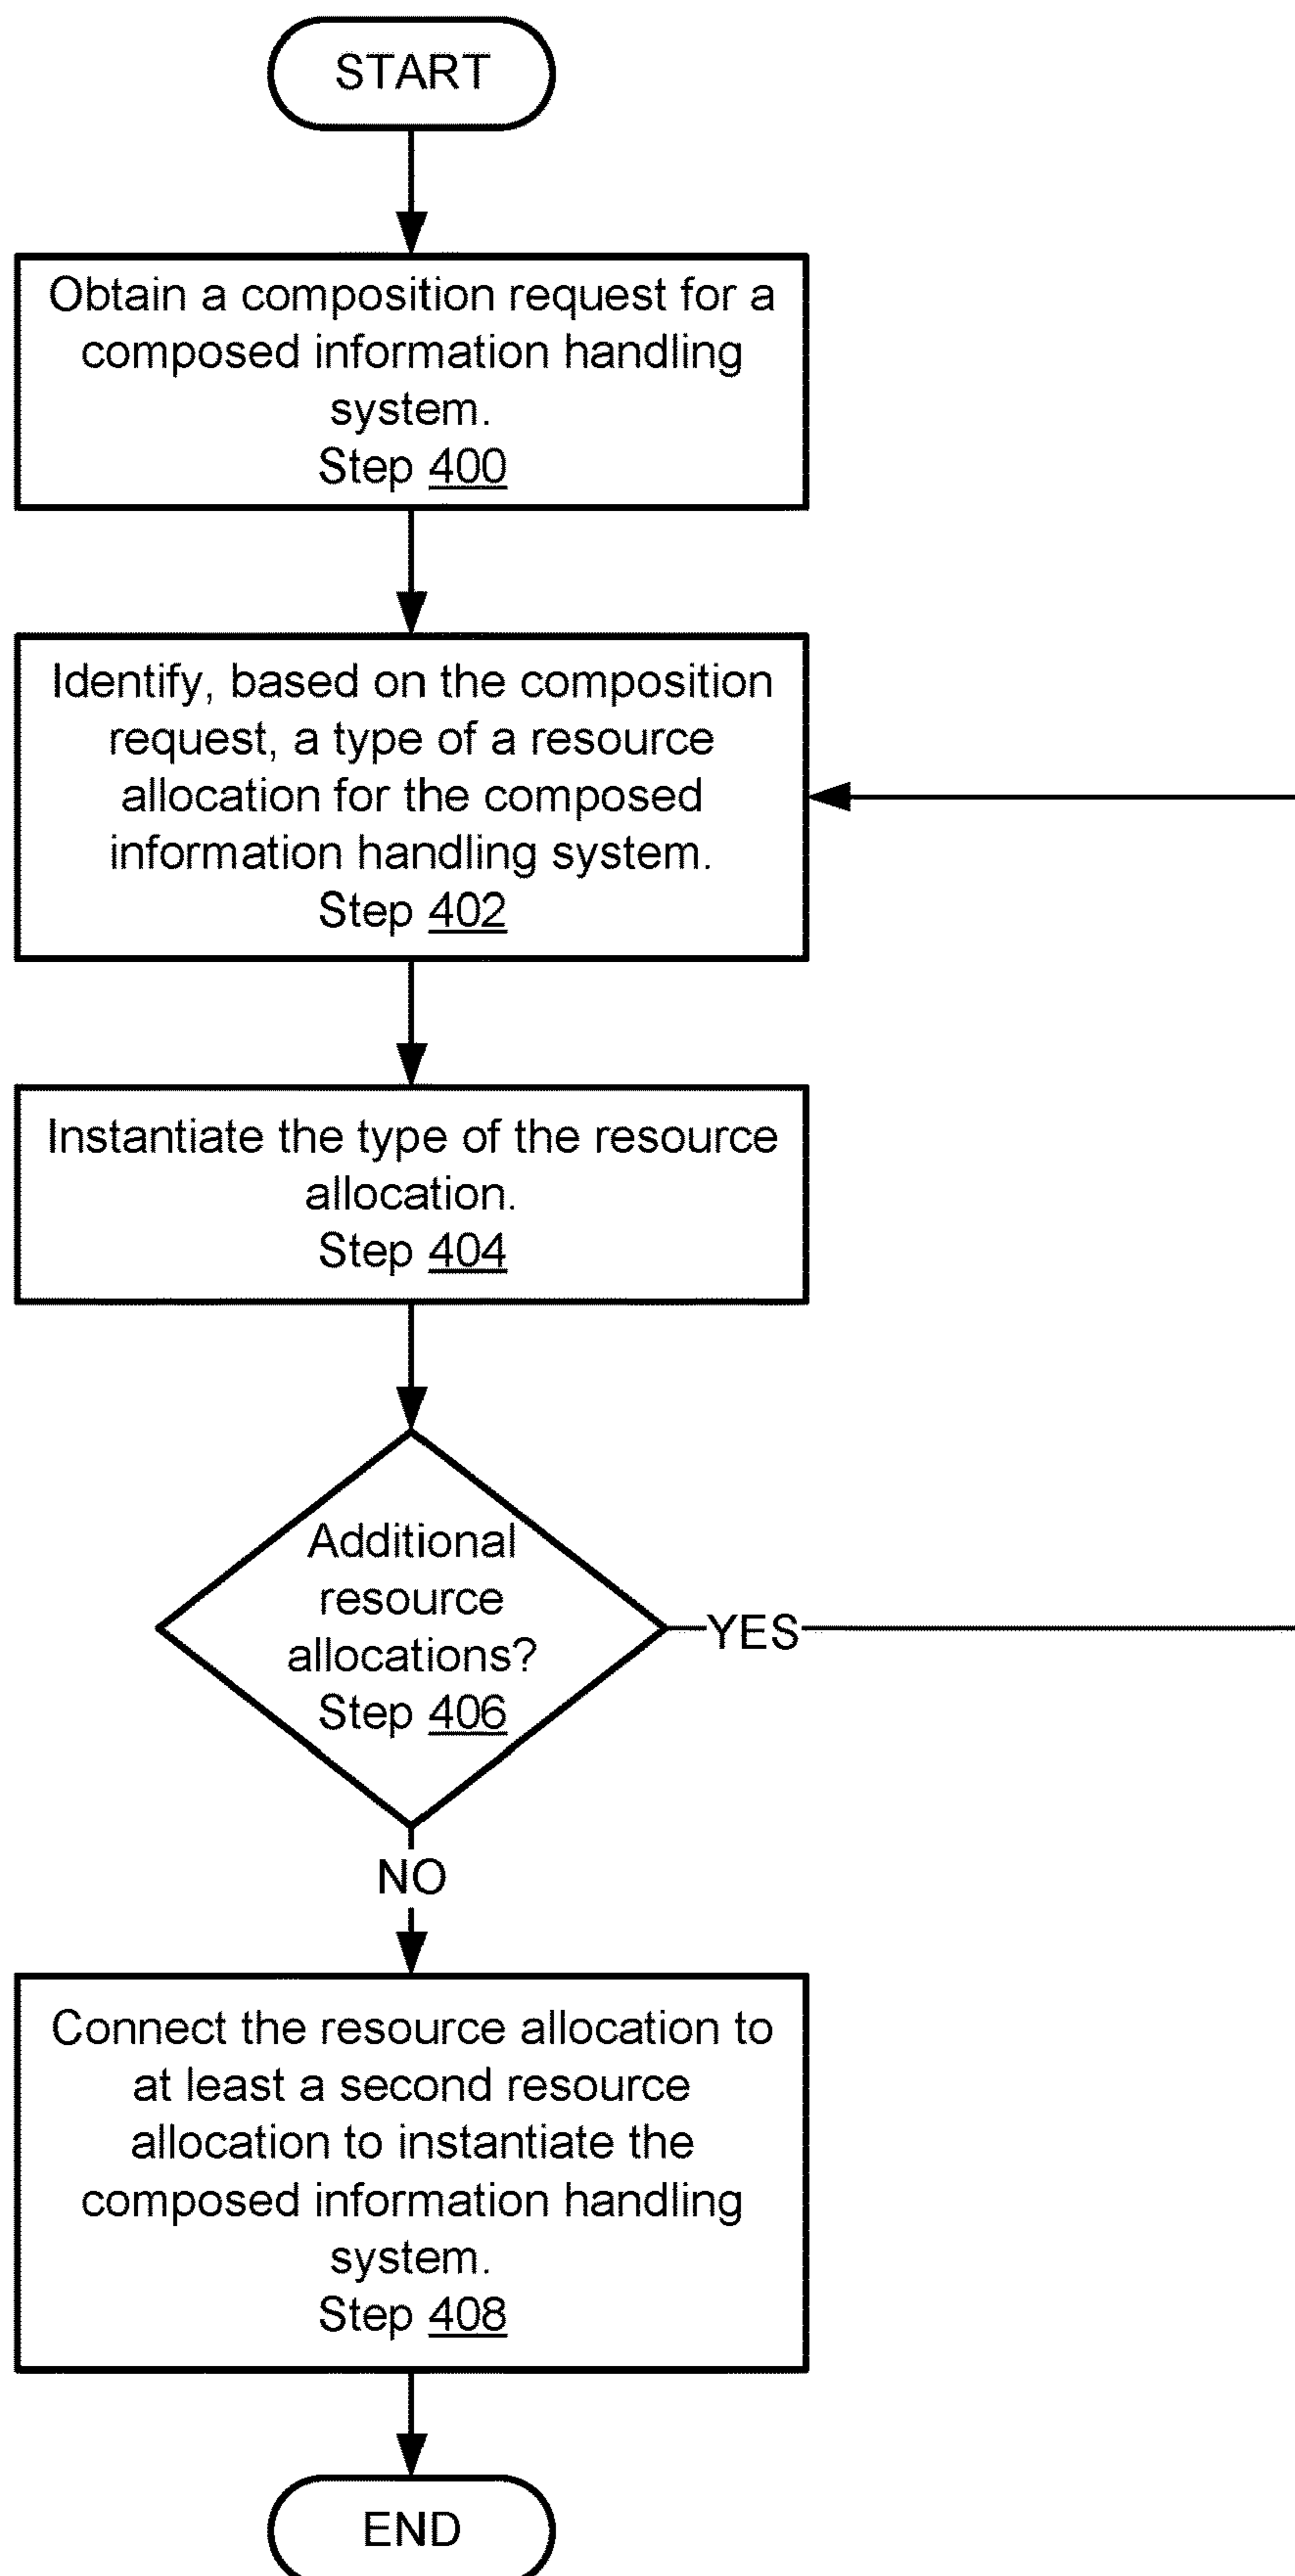 START
Obtain a composition request for a
composed information handling
system.
Step 400
Identify, based on the composition
request, a type of a resource
allocation for the composed
information handling system.
Step 402
Instantiate the type of the resource
allocation.
Step 404
Additional
resource
allocations?
Step 406
YES
NO
Connect the resource allocation to
at least a second resource
allocation to instantiate the
composed information handling
system.
Step 408
END